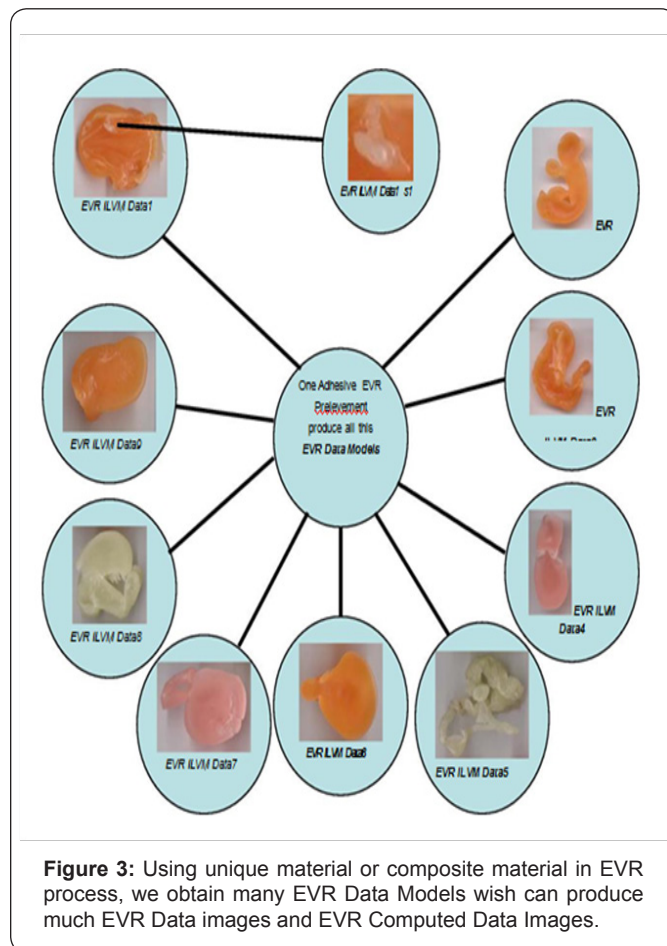 EVR ILVM Data1
EVR ILVM Data1 s1
EVR
One Adhesive EVR
Prelevement
produce all this
EVR Data Models
EVR ILVM Data9
EVR
EVR ILVM Data8
EVR ILVM
Data4
EVR ILVM Data7
EVR ILVM Data6
EVR ILVM Data5
Figure 3: Using unique material or composite material in EVR
process, we obtain many EVR Data Models wish can produce
much EVR Data images and EVR Computed Data Images.